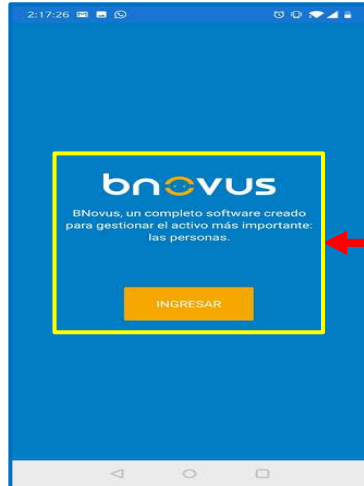 2:17:26
bnovus
BNovus, un completo software creado
para gestionar el activo más importante:
las personas.
INGRESAR